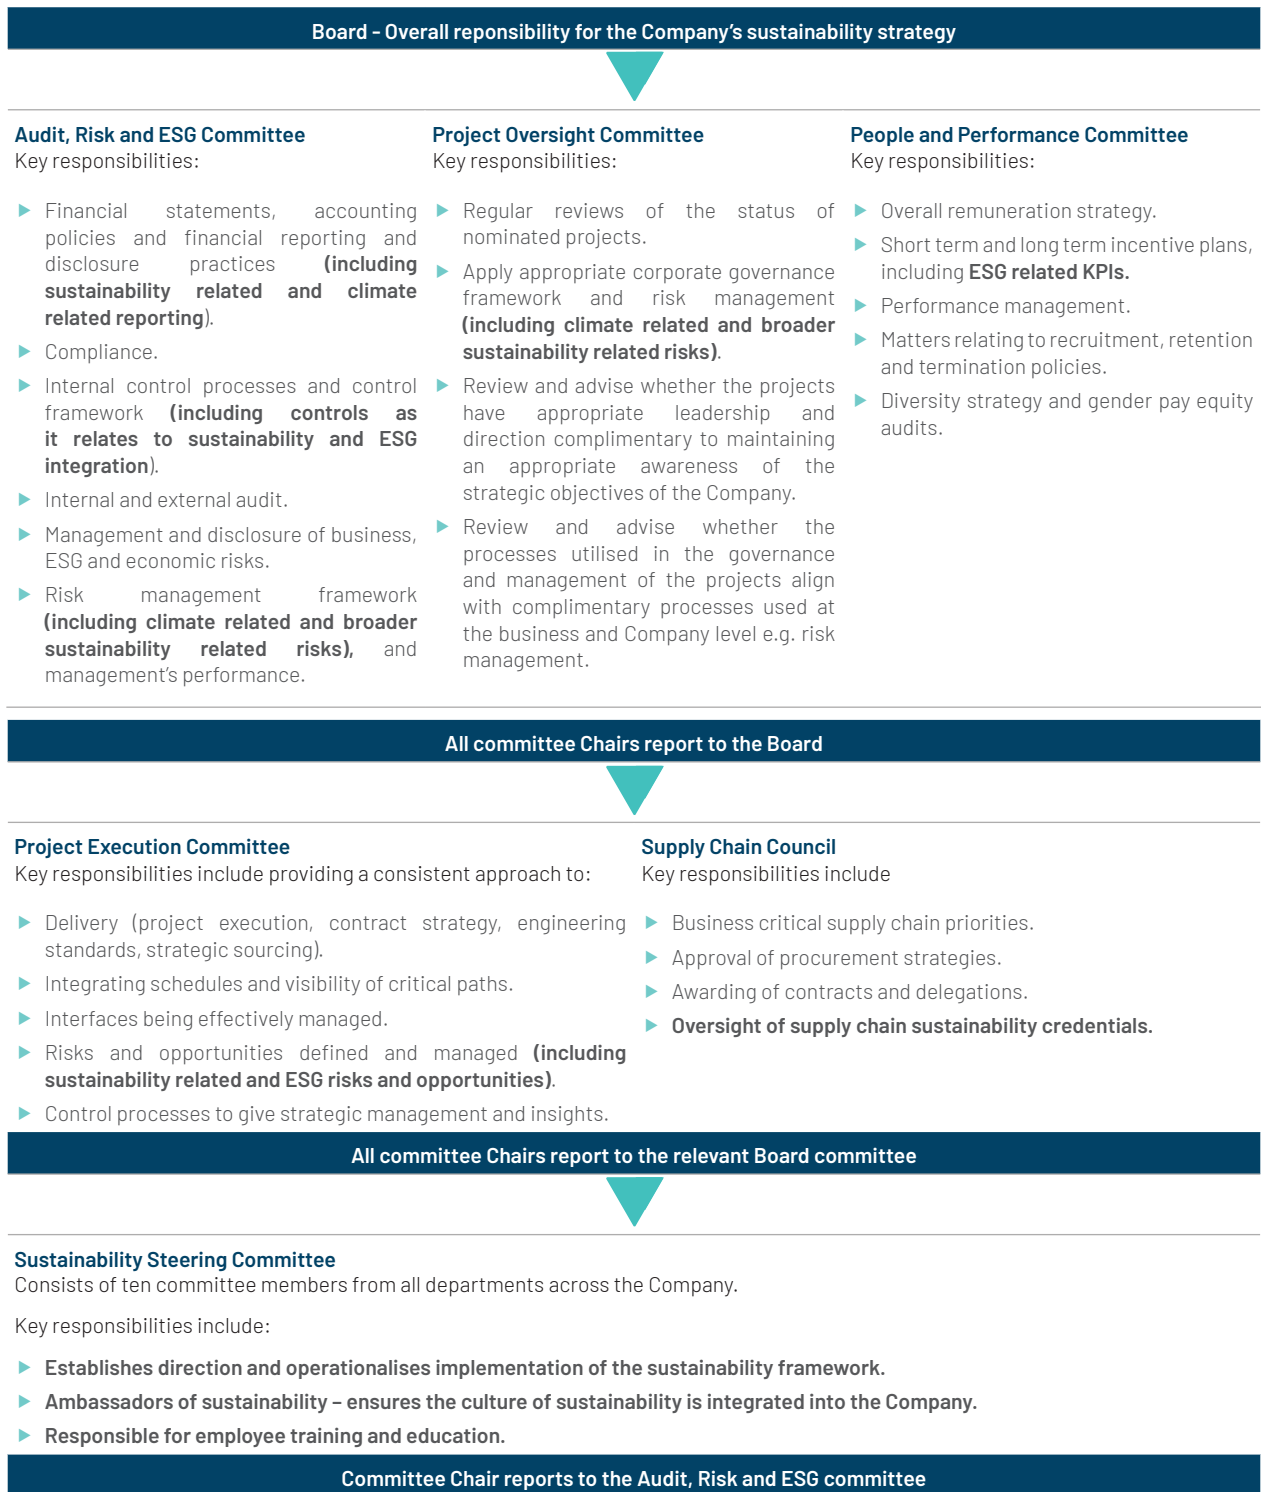 Board - Overall reponsibility for the Company’s sustainability strategy
Audit, Risk and ESG Committee
Key responsibilities:
Financial statements, accounting
policies and financial reporting and
disclosure practices (including
sustainability related and climate
related reporting).
Compliance.
Internal control processes and control
framework (including controls as
it relates to sustainability and ESG
integration).
Internal and external audit.
Management and disclosure of business,
ESG and economic risks.
Risk management framework
(including climate related and broader
sustainability related risks), and
management’s performance.
Project Oversight Committee
Key responsibilities:
Regular reviews of the status of
nominated projects.
Apply appropriate corporate governance
framework and risk management
(including climate related and broader
sustainability related risks).
Review and advise whether the projects
have appropriate leadership and
direction complimentary to maintaining
an appropriate awareness of the
strategic objectives of the Company.
Review and advise whether the
processes utilised in the governance
and management of the projects align
with complimentary processes used at
the business and Company level e.g. risk
management.
People and Performance Committee
Key responsibilities:
Overall remuneration strategy.
Short term and long term incentive plans,
including ESG related KPIs.
Performance management.
Matters relating to recruitment, retention
and termination policies.
Diversity strategy and gender pay equity
audits.
All committee Chairs report to the Board
Project Execution Committee
Key responsibilities include providing a consistent approach to:
Delivery (project execution, contract strategy, engineering
standards, strategic sourcing).
Integrating schedules and visibility of critical paths.
Interfaces being effectively managed.
Risks and opportunities defined and managed (including
sustainability related and ESG risks and opportunities).
Control processes to give strategic management and insights.
Supply Chain Council
Key responsibilities include
Business critical supply chain priorities.
Approval of procurement strategies.
Awarding of contracts and delegations.
Oversight of supply chain sustainability credentials.
All committee Chairs report to the relevant Board committee
Sustainability Steering Committee
Consists of ten committee members from all departments across the Company.
Key responsibilities include:
Establishes direction and operationalises implementation of the sustainability framework.
Ambassadors of sustainability – ensures the culture of sustainability is integrated into the Company.
Responsible for employee training and education.
Committee Chair reports to the Audit, Risk and ESG committee